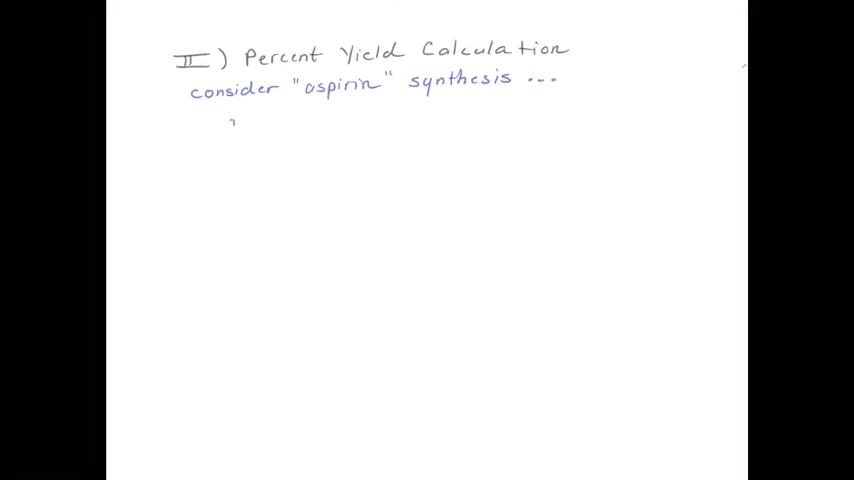 II) Percent Yield Calculation
consider "aspirin" synthesis ...